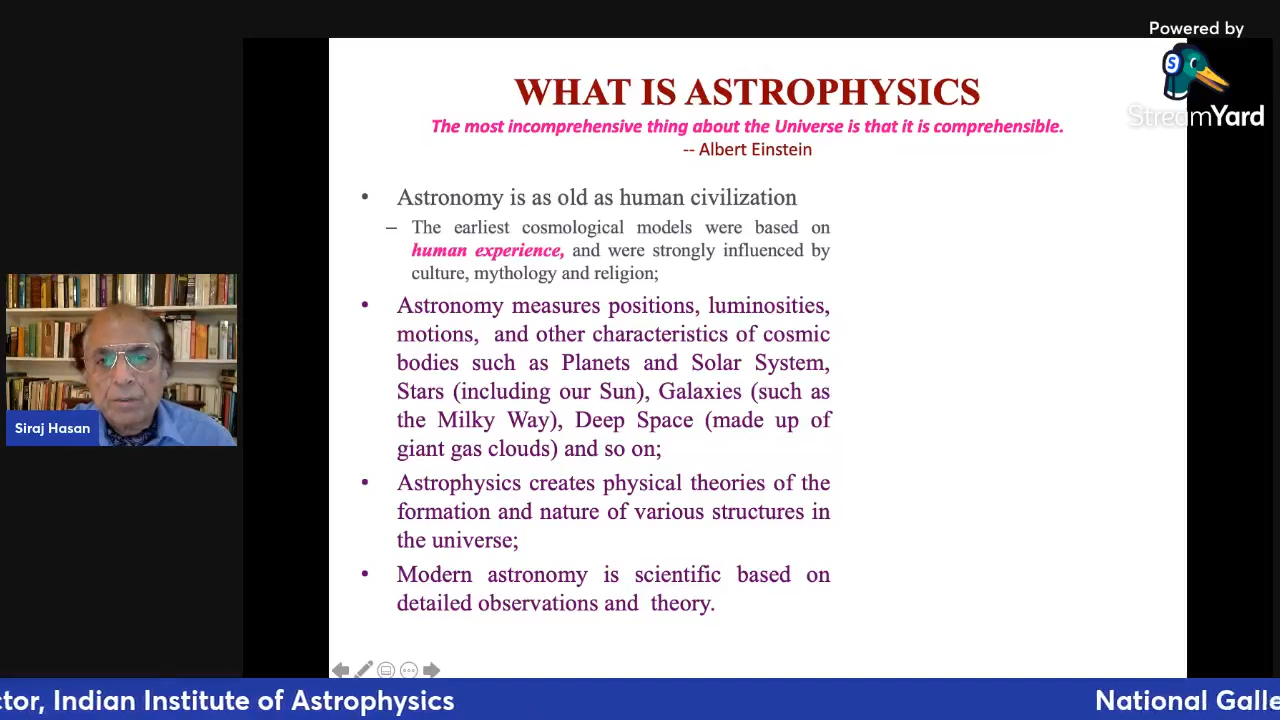 Powered by
StreamYard
WHAT IS ASTROPHYSICS
The most incomprehensive thing about the Universe is that it is comprehensible.
-- Albert Einstein
• Astronomy is as old as human civilization
– The earliest cosmological models were based on
human experience, and were strongly influenced by
culture, mythology and religion;
• Astronomy measures positions, luminosities,
motions, and other characteristics of cosmic
bodies such as Planets and Solar System,
Stars (including our Sun), Galaxies (such as
the Milky Way), Deep Space (made up of
giant gas clouds) and so on;
• Astrophysics creates physical theories of the
formation and nature of various structures in
the universe;
• Modern astronomy is scientific based on
detailed observations and theory.
Siraj Hasan
ctor, Indian Institute of Astrophysics
National Galle